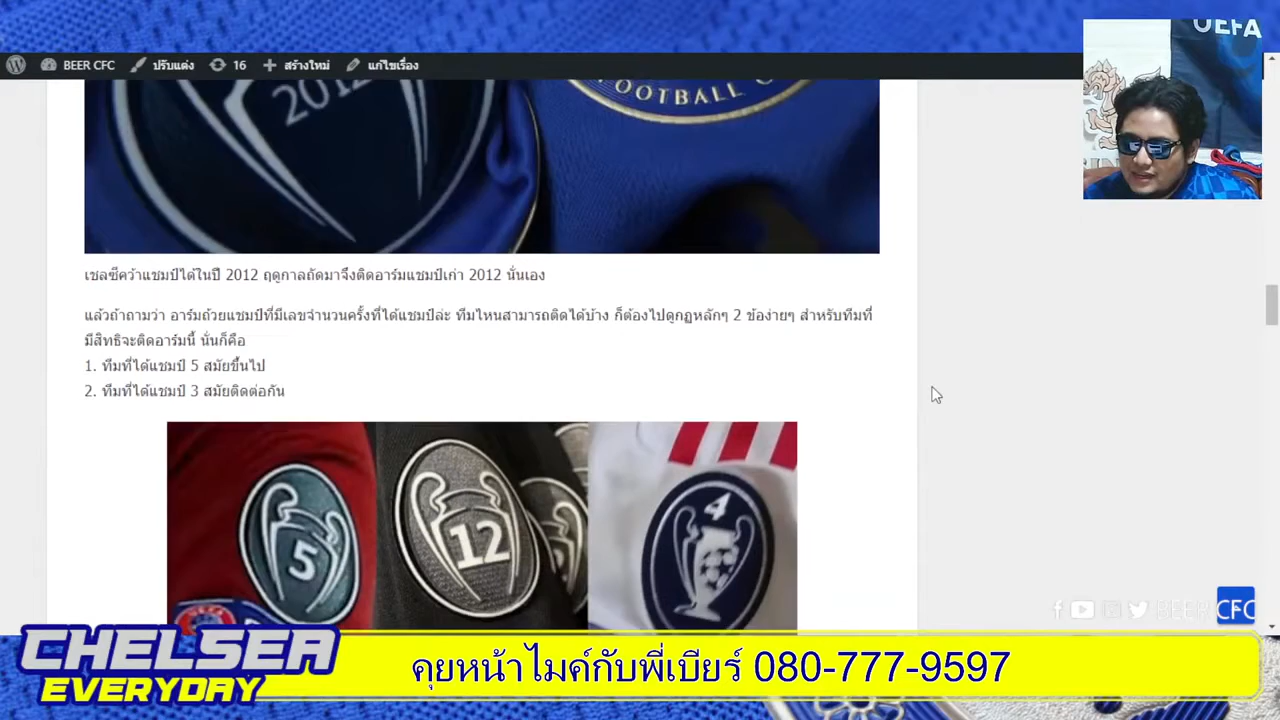 UEFA
BEER CFC ปรับแต่ง 16 สร้างใหม่ แก้ไขเรื่อง
2012
FOOTBALL C
เชลซีคว้าแชมป์ได้ในปี 2012 ฤดูกาลถัดมาจึงติดอาร์มแชมป์เก่า 2012 นั่นเอง
แล้วถ้าถามว่า อาร์มถ้วยแชมป์ที่มีเลขจำนวนครั้งที่ได้แชมป์ล่ะ ทีมไหนสามารถติดได้บ้าง ก็ต้องไปดูกฏหลักๆ 2 ข้อง่ายๆ สำหรับทีมที่
มีสิทธิจะติดอาร์มนี้ นั่นก็คือ
1. ทีมที่ได้แชมป์ 5 สมัยขึ้นไป
2. ทีมที่ได้แชมป์ 3 สมัยติดต่อกัน
5
12
4
UEFA
BEER CFC
CHELSEA
EVERYDAY
คุยหน้าไมค์กับพี่เบียร์ 080-777-9597